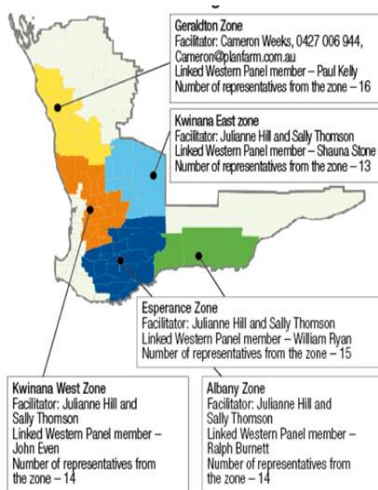 Geraldton Zone
Facilitator: Cameron Weeks, 0427 006 944,
Cameron@planfarm.com.au
Linked Western Panel member – Paul Kelly
Number of representatives from the zone – 16
Kwinana East zone
Facilitator: Julianne Hill and Sally Thomson
Linked Western Panel member – Shauna Stone
Number of representatives from the zone – 13
Esperance Zone
Facilitator: Julianne Hill and Sally Thomson
Linked Western Panel member – William Ryan
Number of representatives from the zone – 15
Kwinana West Zone
Facilitator: Julianne Hill and
Sally Thomson
Linked Western Panel member –
John Even
Number of representatives from
the zone – 14
Albany Zone
Facilitator: Julianne Hill and
Sally Thomson
Linked Western Panel member –
Ralph Burnett
Number of representatives from
the zone – 14